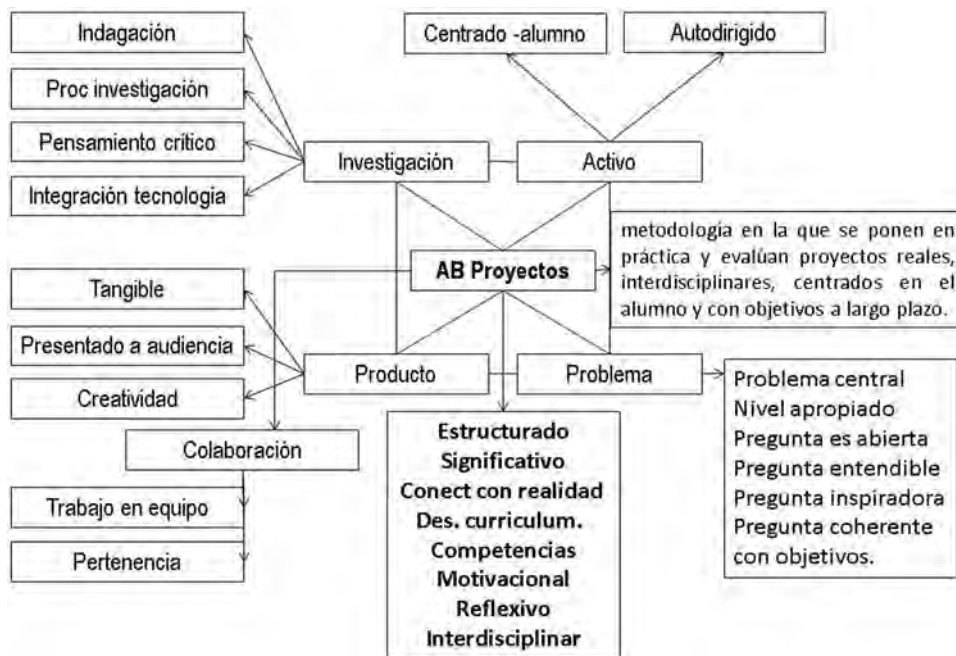 Indagación
Proc investigación
Pensamiento crítico
Integración tecnología
Centrado -alumno
Autodirigido
Investigación
Activo
AB Proyectos
metodología en la que se ponen en
práctica y evalúan proyectos reales,
interdisciplinares, centrados en el
alumno y con objetivos a largo plazo.
Tangible
Presentado a audiencia
Creatividad
Producto
Problema
Problema central
Nivel apropiado
Pregunta es abierta
Pregunta entendible
Pregunta inspiradora
Pregunta coherente
con objetivos.
Colaboración
Trabajo en equipo
Pertenencia
Estructurado
Significativo
Conect con realidad
Des. curriculum.
Competencias
Motivacional
Reflexivo
Interdisciplinar